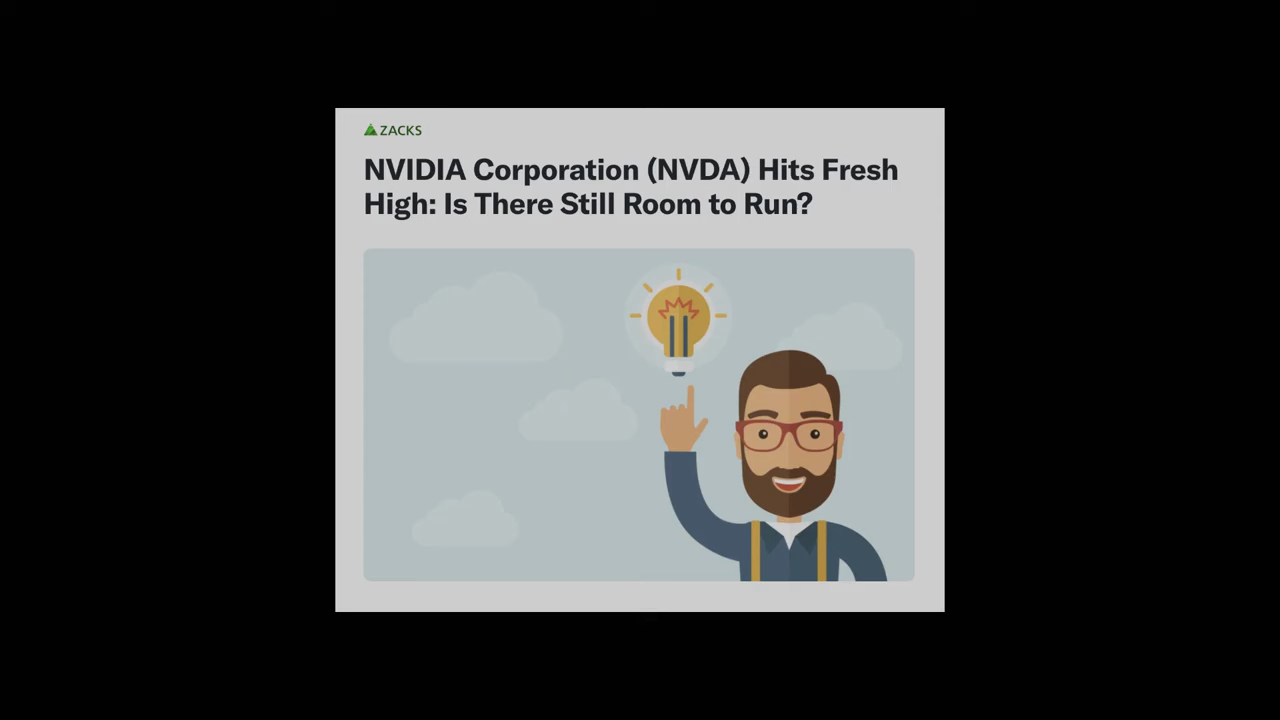 ZACKS
NVIDIA Corporation (NVDA) Hits Fresh
High: Is There Still Room to Run?